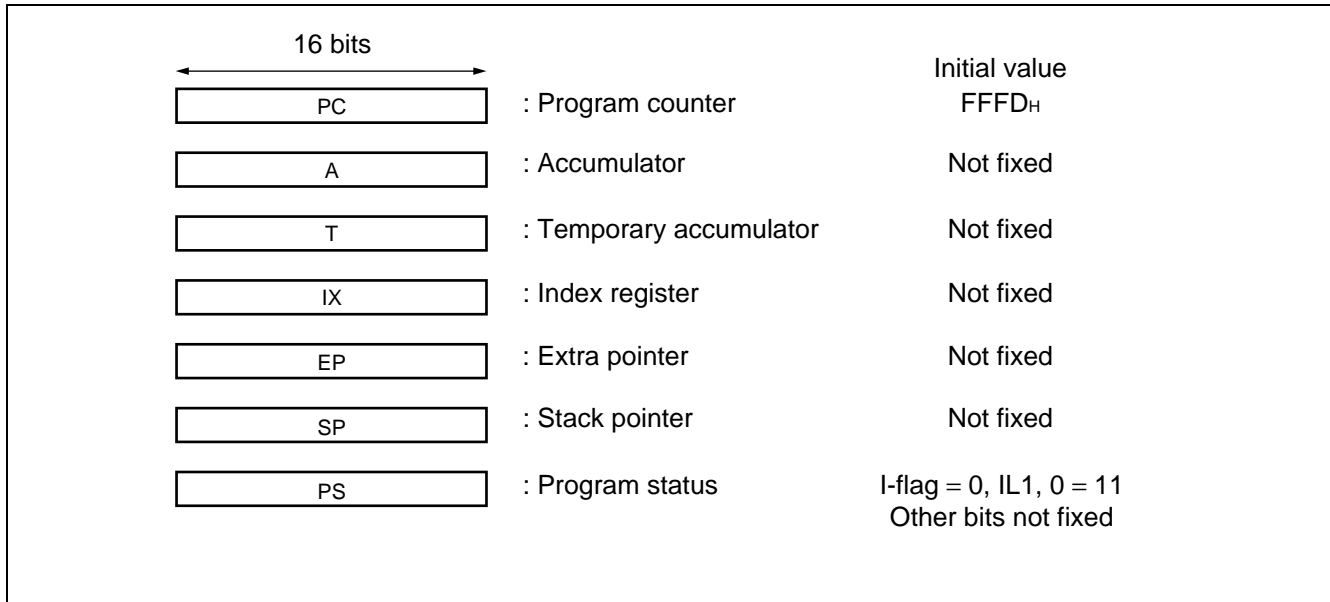 16 bits
Initial value
PC : Program counter FFFDH
A : Accumulator Not fixed
T : Temporary accumulator Not fixed
IX : Index register Not fixed
EP : Extra pointer Not fixed
SP : Stack pointer Not fixed
PS : Program status I-flag = 0, IL1, 0 = 11
Other bits not fixed